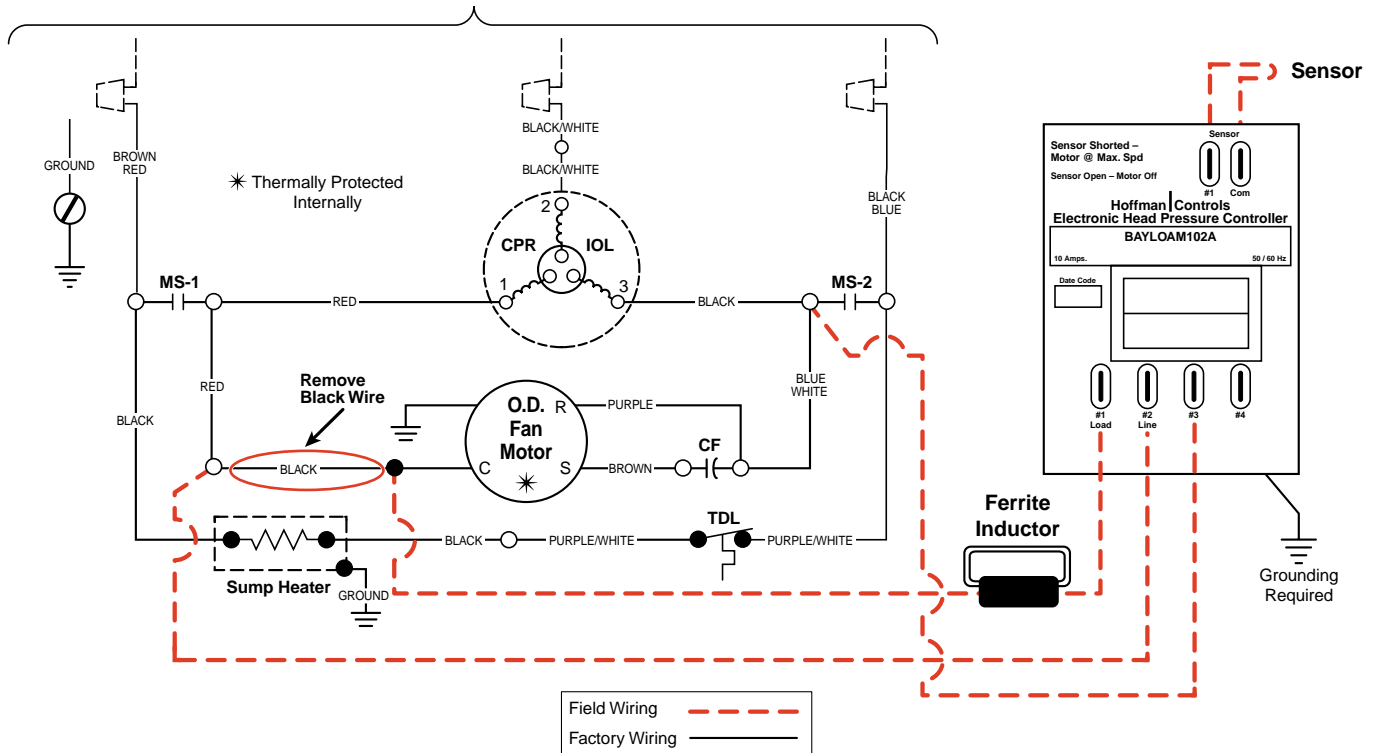 Sensor
BLACK/WHITE
BLACK/WHITE
GROUND
BROWN
RED
✳ Thermally Protected
Internally
BLACK
BLUE
2
CPR
IOL
1
3
MS-1
RED
BLACK
MS-2
Sensor
Sensor Shorted –
Motor @ Max. Spd
Sensor Open – Motor Off
#1
Com
Hoffman Controls
Electronic Head Pressure Controller
BAYLOAM102A
10 Amps.
50 / 60 Hz
Date Code
#1
Load
#2
Line
#3
#4
RED
BLACK
Remove
Black Wire
BLACK
O.D.
Fan
Motor
✳
R
C
S
PURPLE
BROWN
CF
BLUE
WHITE
Sump Heater
GROUND
BLACK
PURPLE/WHITE
TDL
PURPLE/WHITE
Ferrite
Inductor
Grounding
Required
Field Wiring
Factory Wiring